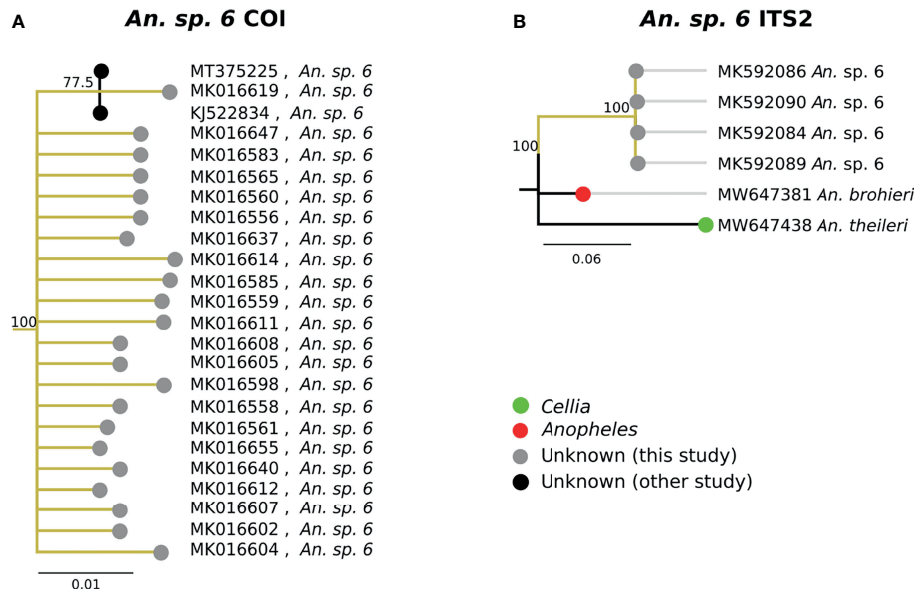 A
An. sp. 6 COI
77.5
MT375225 , An. sp. 6
MK016619 , An. sp. 6
KJ522834 , An. sp. 6
MK016647 , An. sp. 6
MK016583 , An. sp. 6
MK016565 , An. sp. 6
MK016560 , An. sp. 6
MK016556 , An. sp. 6
MK016637 , An. sp. 6
MK016614 , An. sp. 6
MK016585 , An. sp. 6
MK016559 , An. sp. 6
MK016611 , An. sp. 6
100
MK016608 , An. sp. 6
MK016605 , An. sp. 6
MK016598 , An. sp. 6
MK016558 , An. sp. 6
MK016561 , An. sp. 6
MK016655 , An. sp. 6
MK016640 , An. sp. 6
MK016612 , An. sp. 6
MK016607 , An. sp. 6
MK016602 , An. sp. 6
MK016604 , An. sp. 6
0.01
B
An. sp. 6 ITS2
MK592086 An. sp. 6
MK592090 An. sp. 6
100
MK592084 An. sp. 6
100
MK592089 An. sp. 6
MW647381 An. brohieri
MW647438 An. theileri
0.06
Cellia
Anopheles
Unknown (this study)
Unknown (other study)